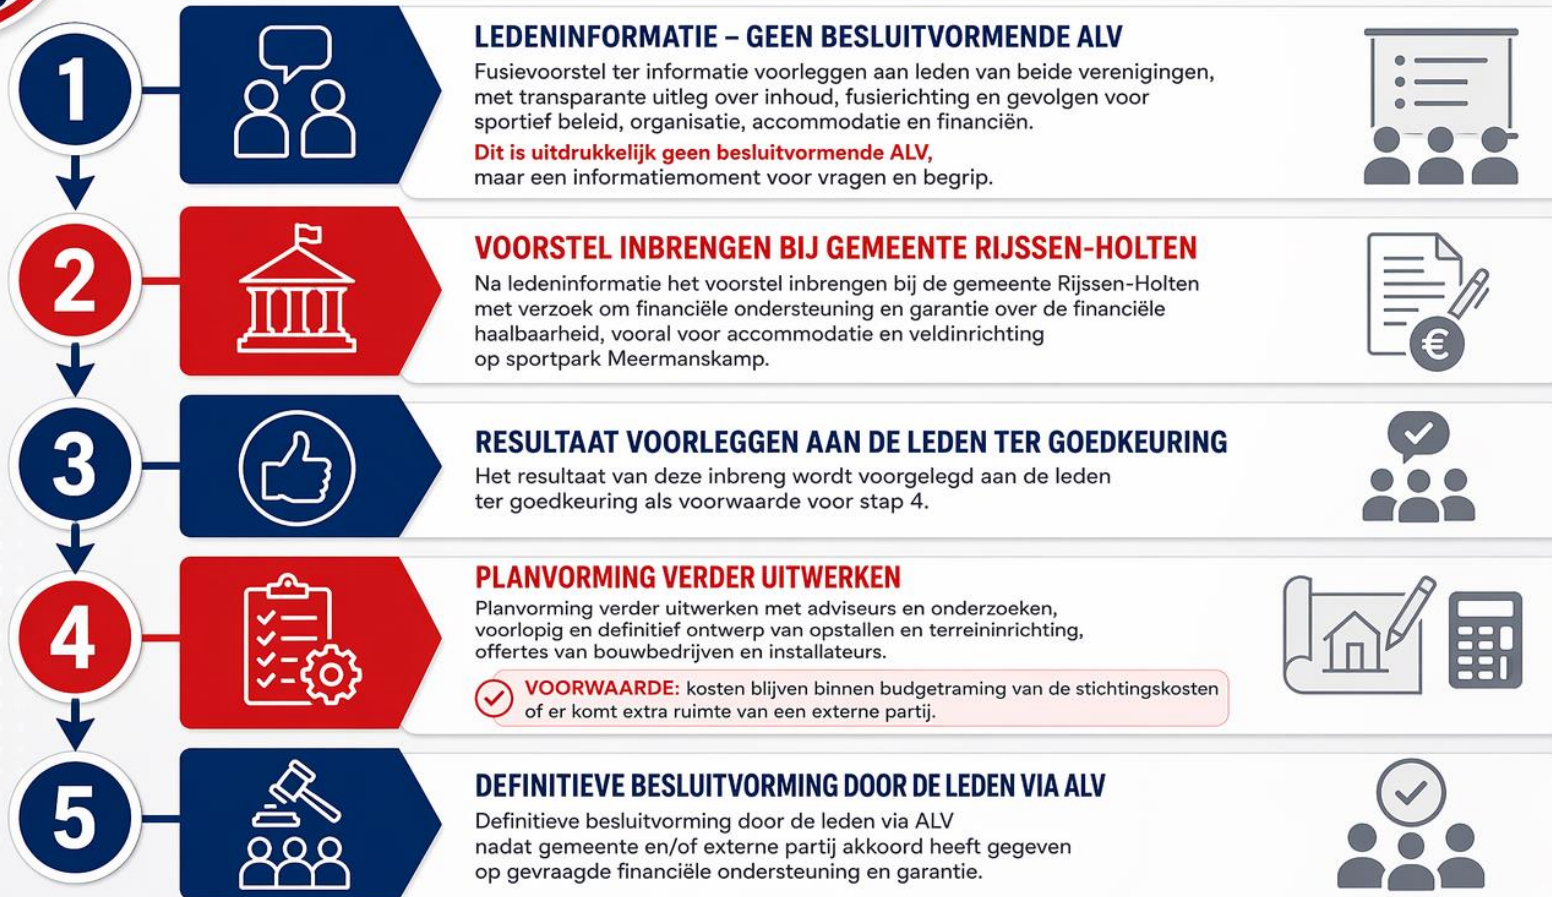 1
LEDENINFORMATIE – GEEN BESLUITVORMENDE ALV
Fusievoorstel ter informatie voorleggen aan leden van beide verenigingen,
met transparante uitleg over inhoud, fusierichting en gevolgen voor
sportief beleid, organisatie, accommodatie en financiën.
Dit is uitdrukkelijk geen besluitvormende ALV,
maar een informatiemoment voor vragen en begrip.
2
VOORSTEL INBRENGEN BIJ GEMEENTE RIJSSEN-HOLTEN
Na ledeninformatie het voorstel inbrengen bij de gemeente Rijssen-Holten
met verzoek om financiële ondersteuning en garantie over de financiële
haalbaarheid, vooral voor accommodatie en veldinrichting
op sportpark Meermanskamp.
€
3
RESULTAAT VOORLEGGEN AAN DE LEDEN TER GOEDKEURING
Het resultaat van deze inbreng wordt voorgelegd aan de leden
ter goedkeuring als voorwaarde voor stap 4.
4
PLANVORMING VERDER UITWERKEN
Planvorming verder uitwerken met adviseurs en onderzoeken,
voorlopig en definitief ontwerp van opstallen en terreininrichting,
offertes van bouwbedrijven en installateurs.
VOORWAARDE: kosten blijven binnen budgetraming van de stichtingskosten
of er komt extra ruimte van een externe partij.
5
DEFINITIEVE BESLUITVORMING DOOR DE LEDEN VIA ALV
Definitieve besluitvorming door de leden via ALV
nadat gemeente en/of externe partij akkoord heeft gegeven
op gevraagde financiële ondersteuning en garantie.